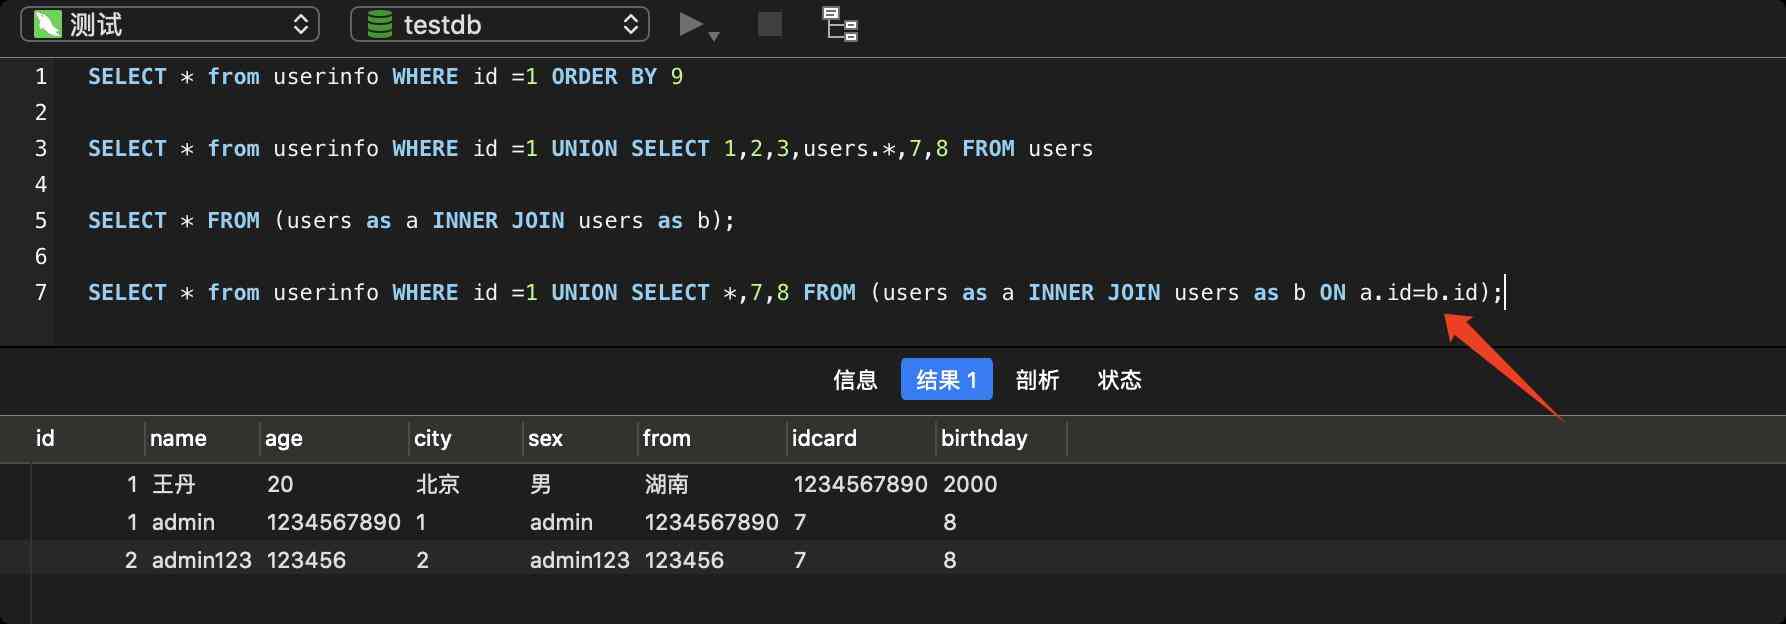 测试 testdb
1 SELECT * from userinfo WHERE id =1 ORDER BY 9
2
3 SELECT * from userinfo WHERE id =1 UNION SELECT 1,2,3,users.*,7,8 FROM users
4
5 SELECT * FROM (users as a INNER JOIN users as b);
6
7 SELECT * from userinfo WHERE id =1 UNION SELECT *,7,8 FROM (users as a INNER JOIN users as b ON a.id=b.id);
信息 结果 1 剖析 状态
id name age city sex from idcard birthday
1 王丹 20 北京 男 湖南 1234567890 2000
1 admin 1234567890 1 admin 1234567890 7 8
2 admin123 123456 2 admin123 123456 7 8